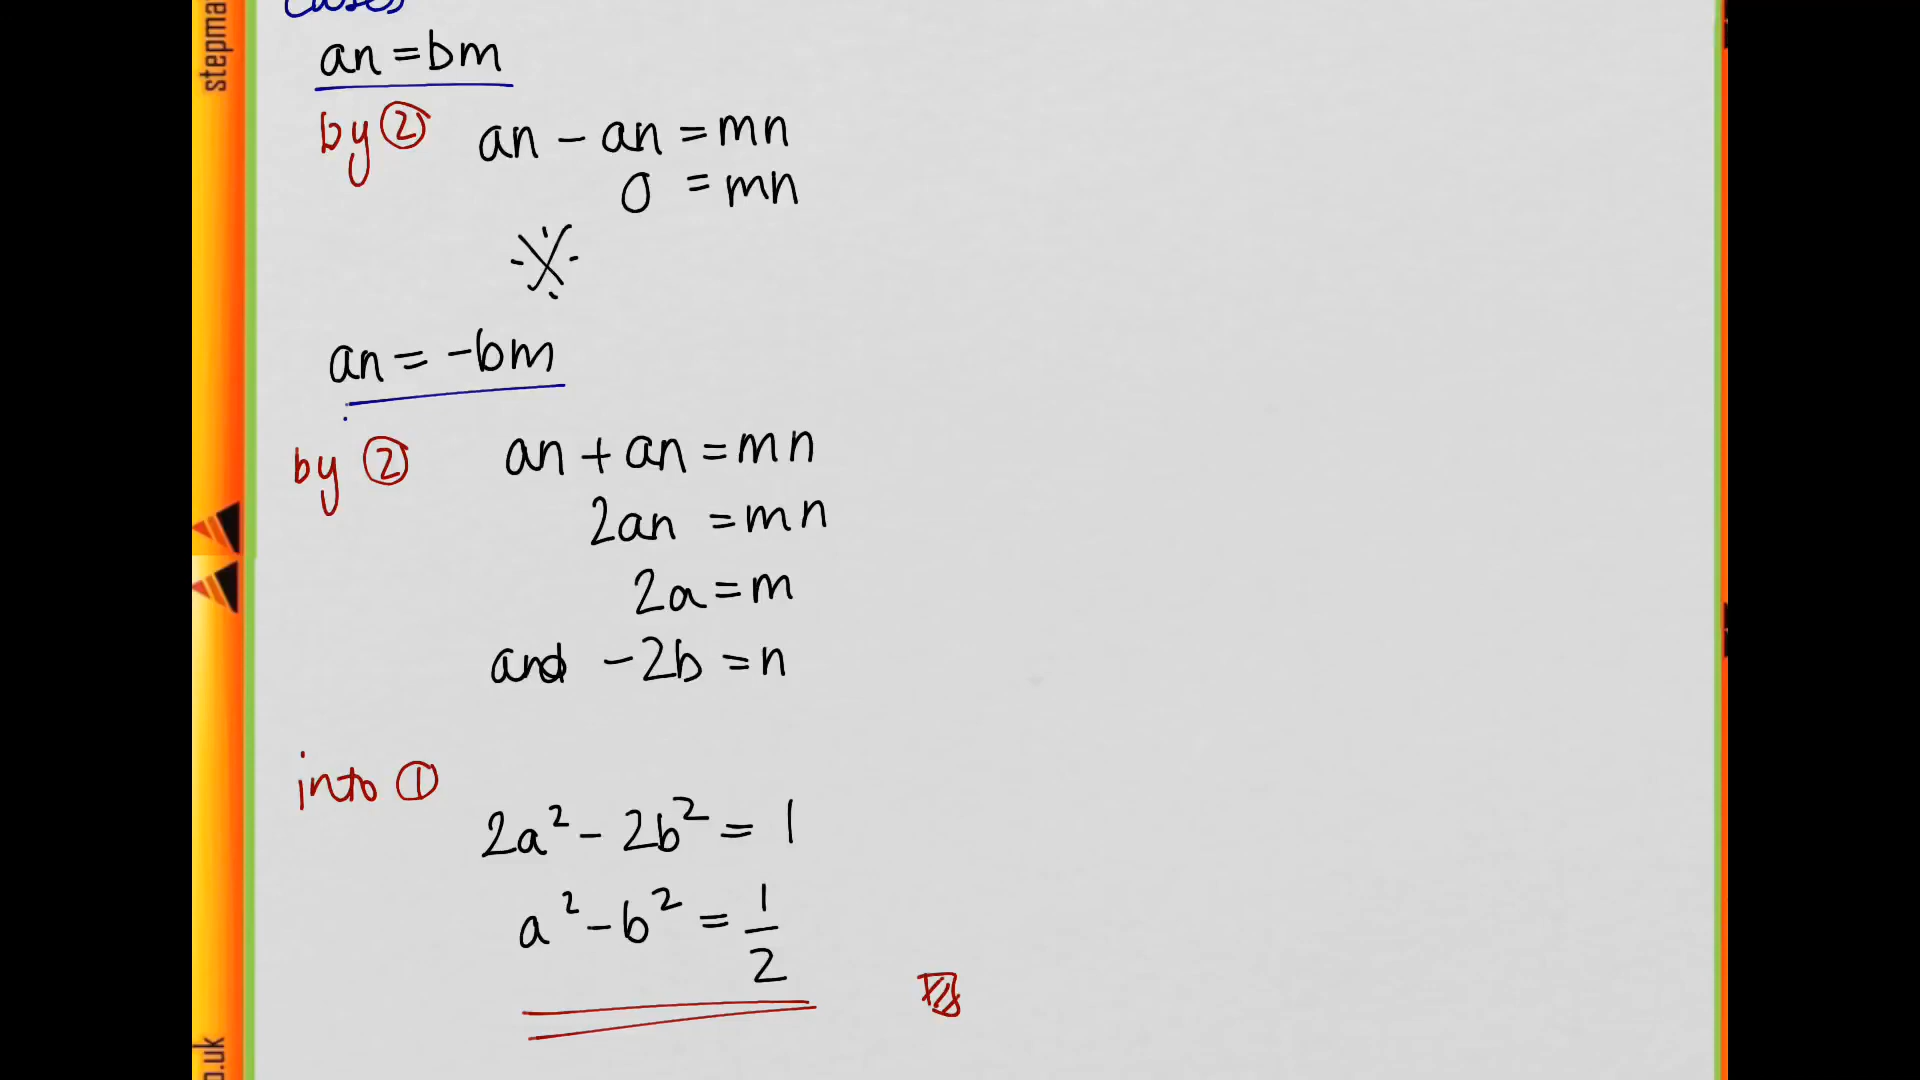 Cases
an = bm
by ② an - an = mn
0 = mn
an = -bm
by ② an + an = mn
2an = mn
2a = m
and -2b = n
into ①
2a² - 2b² = 1
a² - b² = 1/2
stepma
o.uk